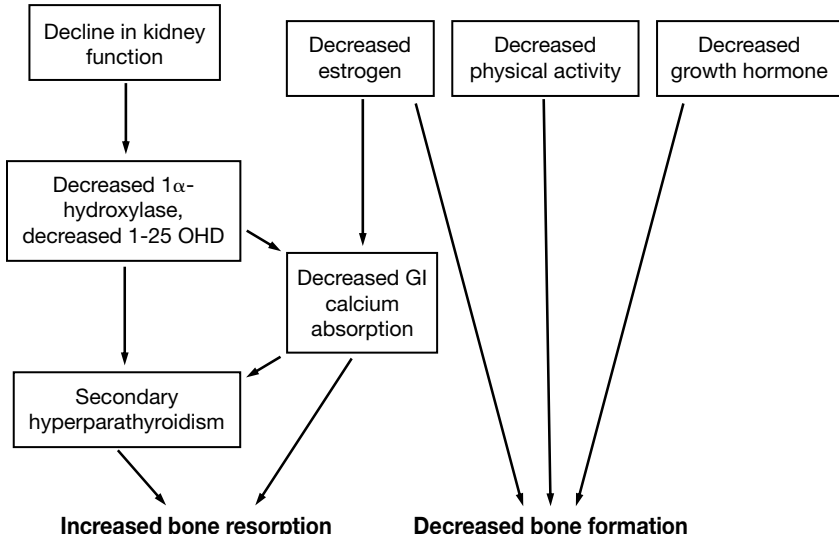 Decline in kidney
function
Decreased
estrogen
Decreased
physical activity
Decreased
growth hormone
Decreased 1α-
hydroxylase,
decreased 1-25 OHD
Decreased GI
calcium
absorption
Secondary
hyperparathyroidism
Increased bone resorption
Decreased bone formation